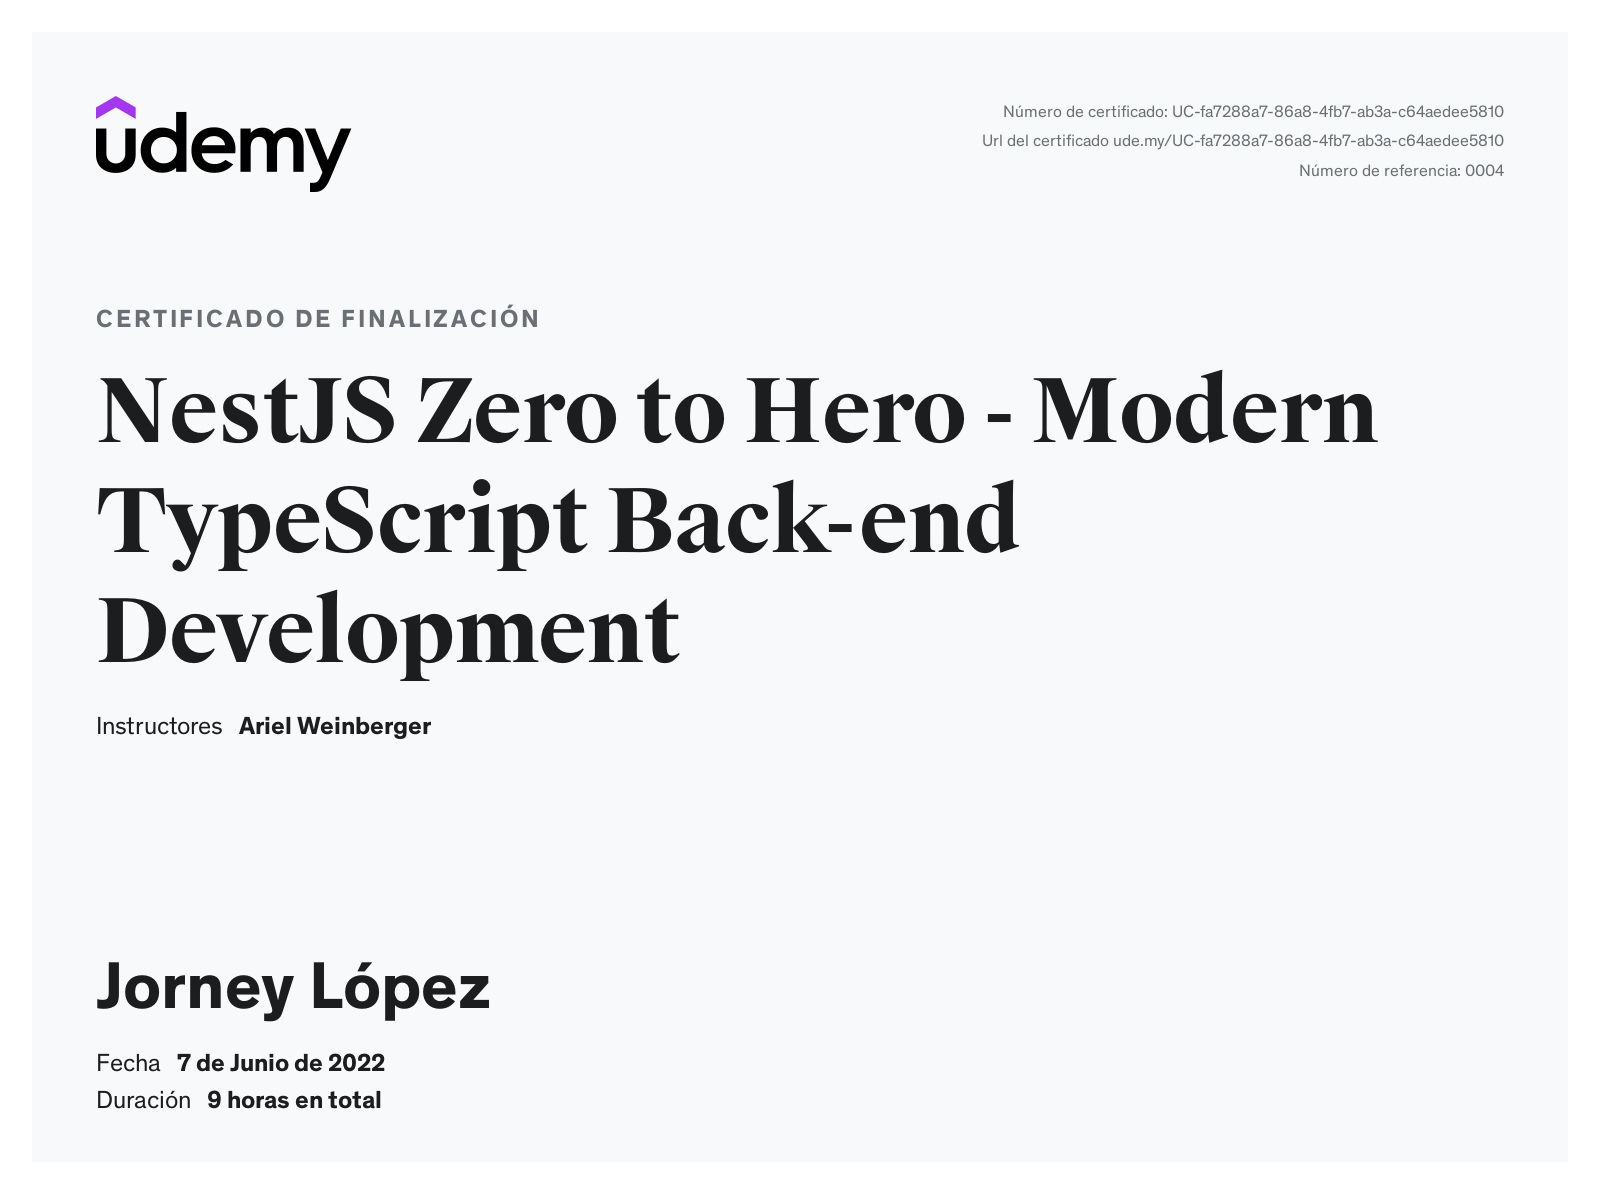 udemy
Número de certificado: UC-fa7288a7-86a8-4fb7-ab3a-c64aedee5810
Url del certificado ude.my/UC-fa7288a7-86a8-4fb7-ab3a-c64aedee5810
Número de referencia: 0004
CERTIFICADO DE FINALIZACIÓN
NestJS Zero to Hero - Modern
TypeScript Back-end
Development
Instructores Ariel Weinberger
Jorney López
Fecha 7 de Junio de 2022
Duración 9 horas en total